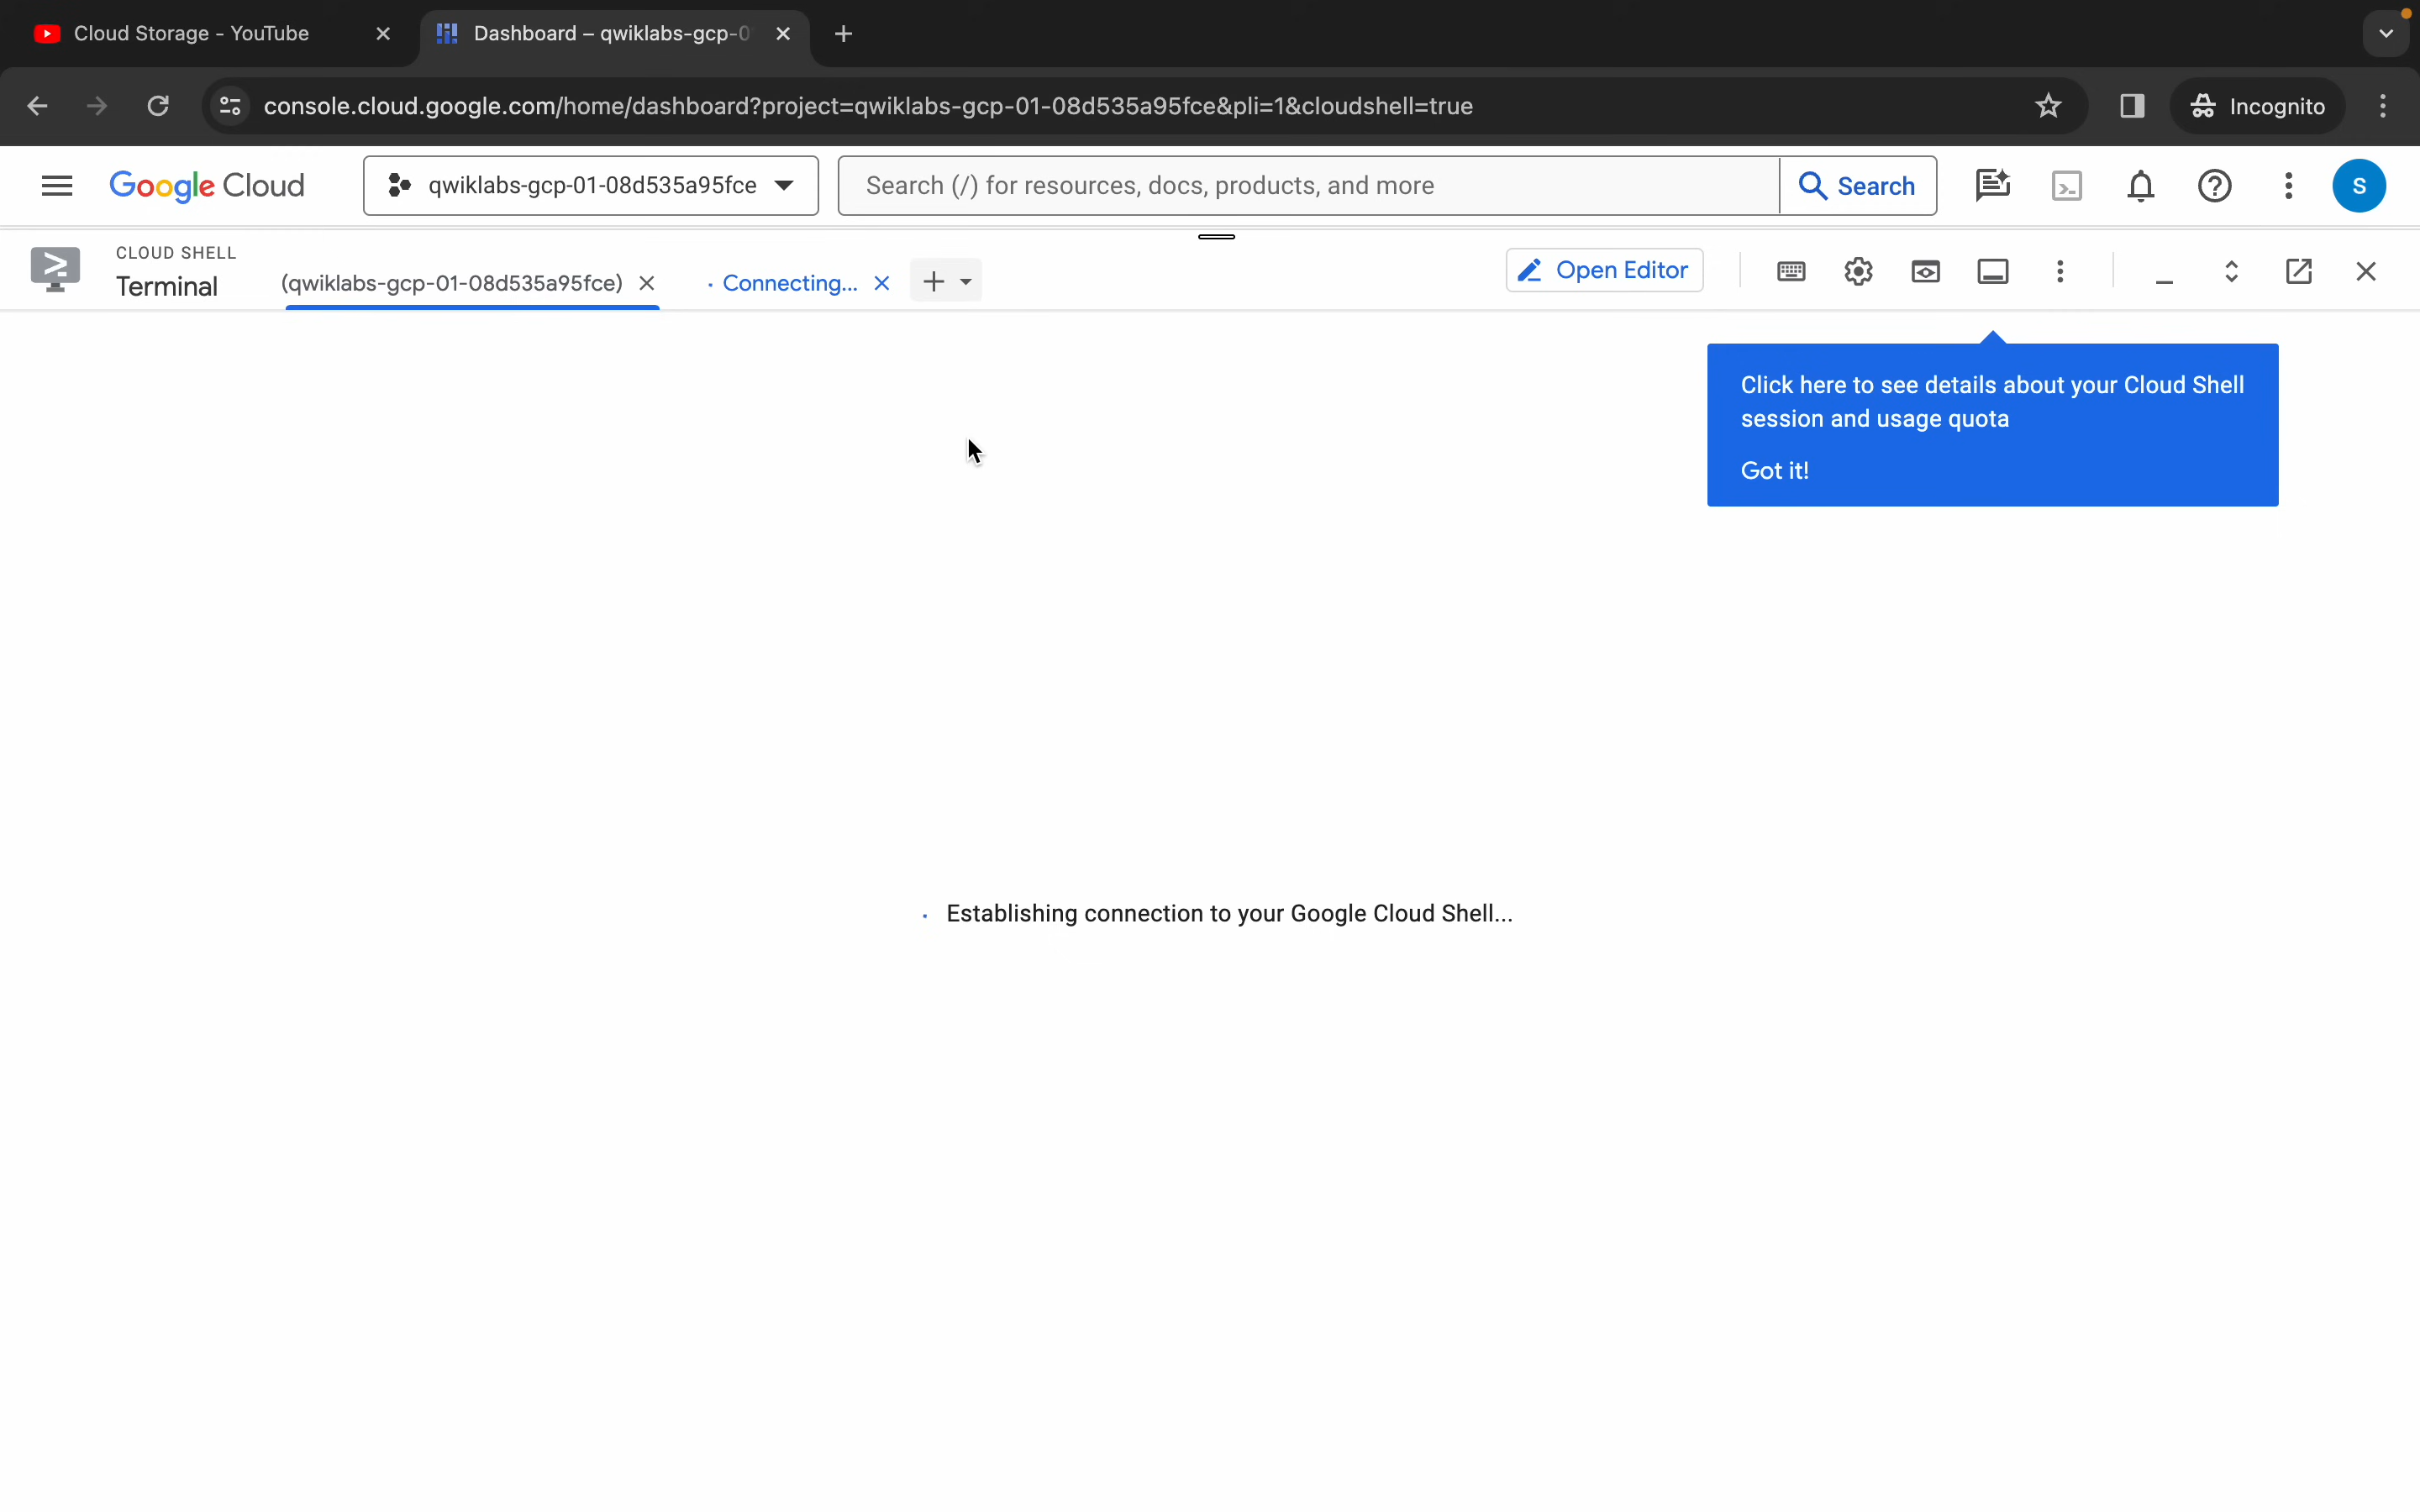 Cloud Storage - YouTube
Dashboard – qwiklabs-gcp-0
console.cloud.google.com/home/dashboard?project=qwiklabs-gcp-01-08d535a95fce&pli=1&cloudshell=true
Incognito
Google Cloud
qwiklabs-gcp-01-08d535a95fce
Search (/) for resources, docs, products, and more
Search
S
CLOUD SHELL
Terminal
(qwiklabs-gcp-01-08d535a95fce)
Connecting...
Open Editor
Click here to see details about your Cloud Shell
session and usage quota
Got it!
Establishing connection to your Google Cloud Shell...